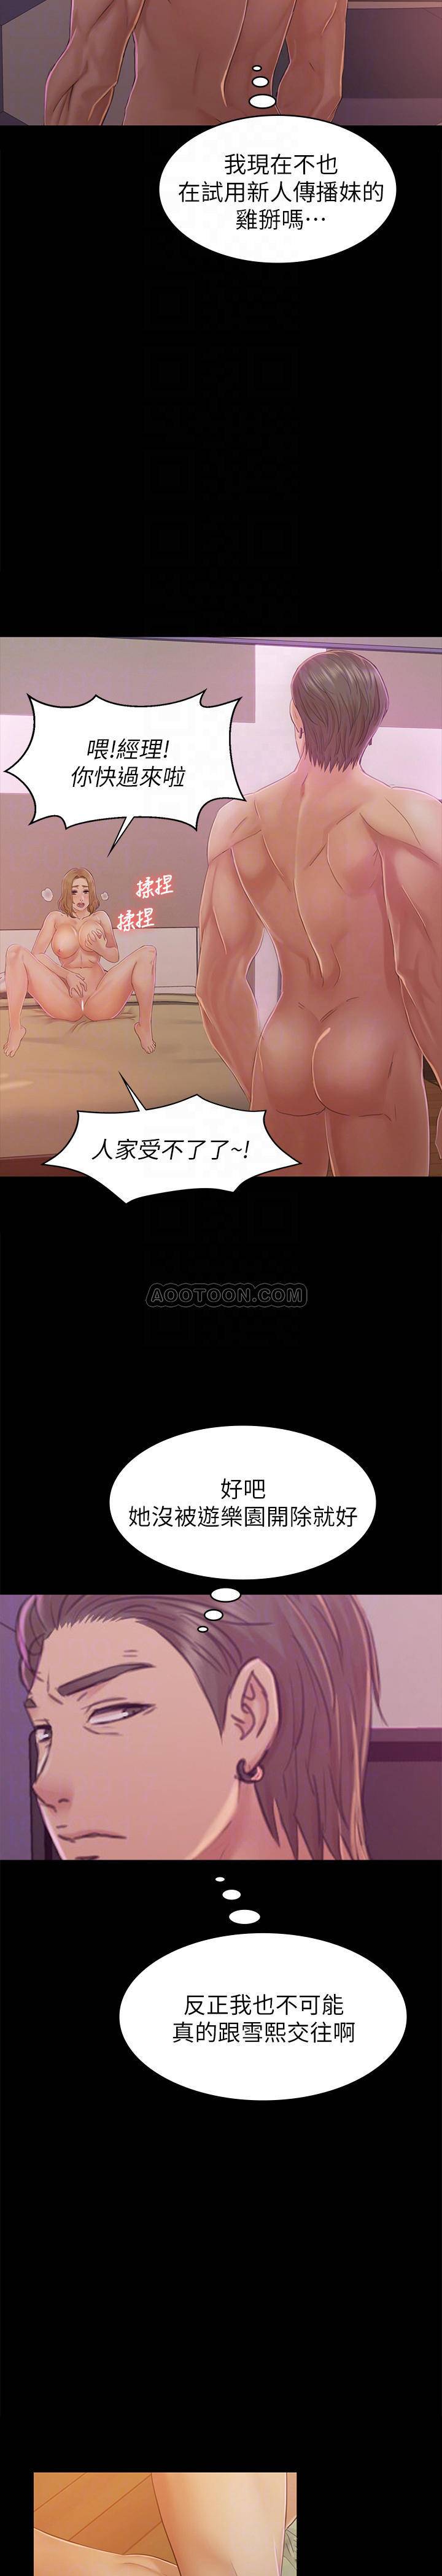 我現在不也
在試用新人傳播妹的
雞掰嗎…
喂!經理!
你快過來啦
揉捏
揉捏
人家受不了了~!
AOOTOON.COM
好吧
她沒被遊樂園開除就好
反正我也不可能
真的跟雪熙交往啊